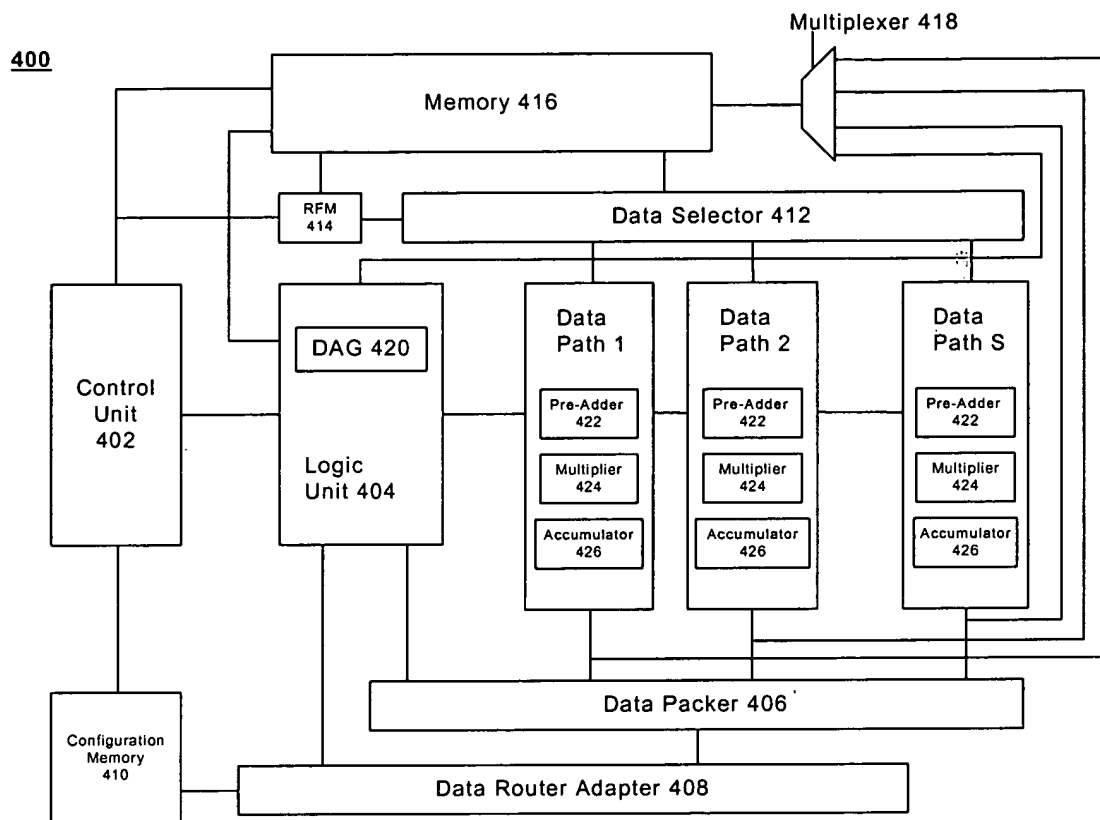 Multiplexer 418
400
Memory 416
RFM
414
Data Selector 412
Control
Unit
402
DAG 420
Logic
Unit 404
Data
Path 1
Pre-Adder
422
Multiplier
424
Accumulator
426
Data
Path 2
Pre-Adder
422
Multiplier
424
Accumulator
426
Data
Path S
Pre-Adder
422
Multiplier
424
Accumulator
426
Data Packer 406
Configuration
Memory
410
Data Router Adapter 408